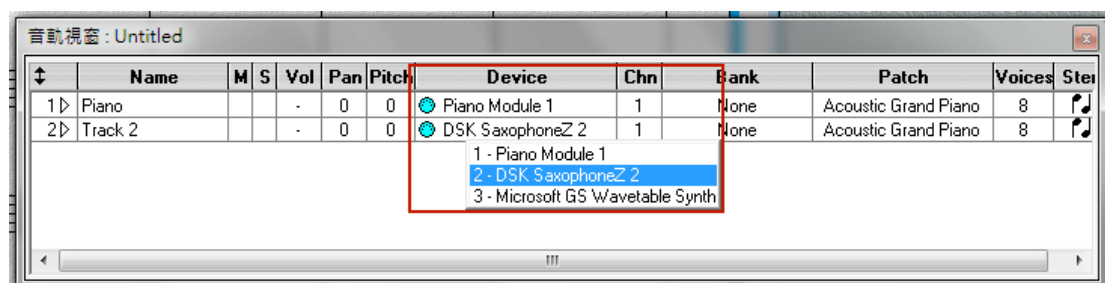 音軌視窗 : Untitled
Name M S Vol Pan Pitch Device Chn Bank Patch Voices Ster
1 Piano - 0 0 Piano Module 1 1 None Acoustic Grand Piano 8
2 Track 2 - 0 0 DSK SaxophoneZ 2 1 None Acoustic Grand Piano 8
1 - Piano Module 1
2 - DSK SaxophoneZ 2
3 - Microsoft GS Wavetable Synth